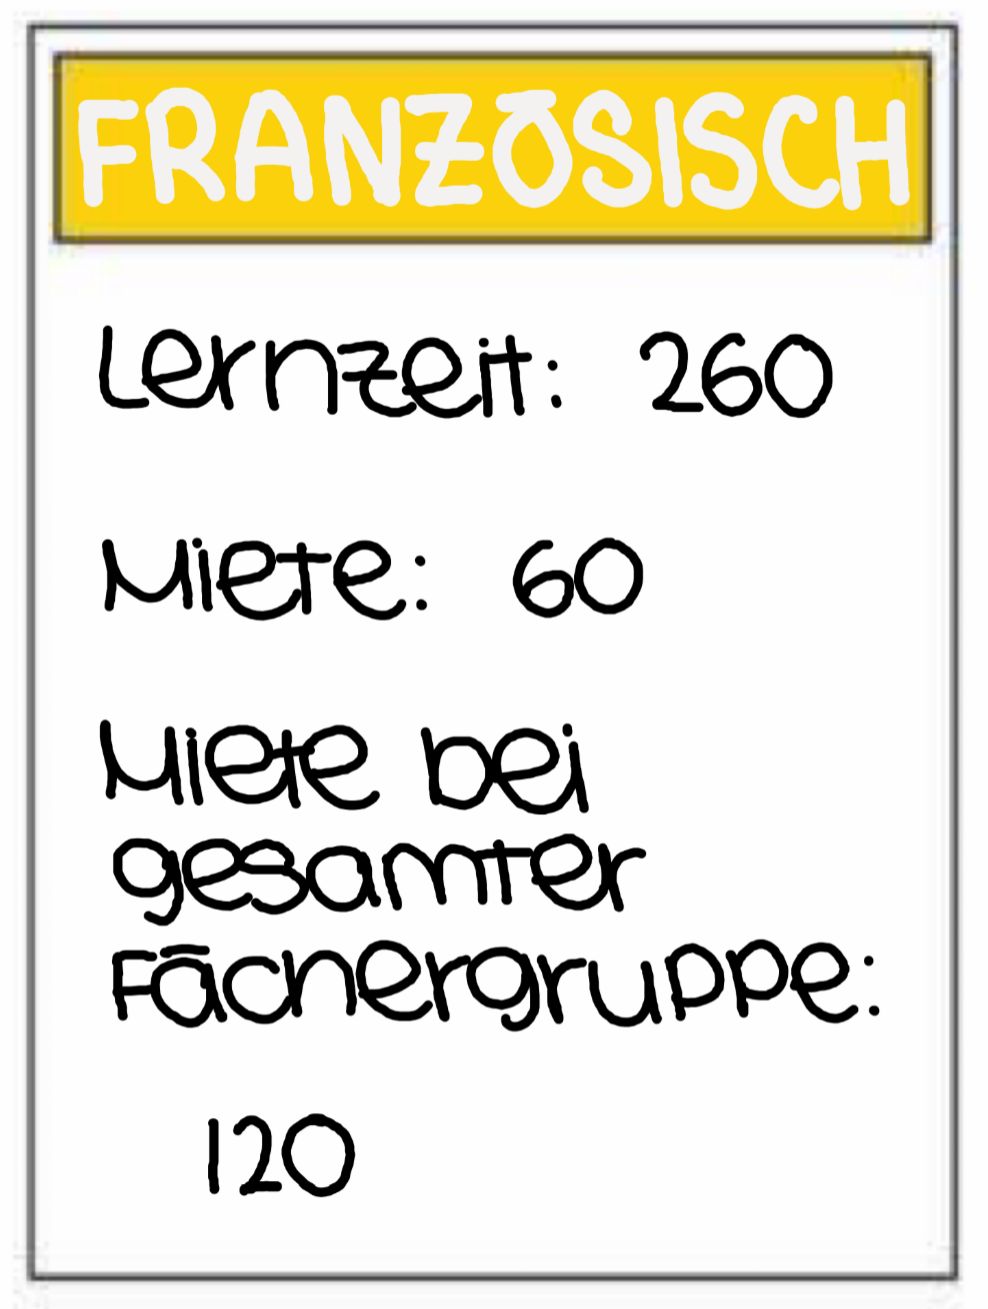 FRANZÖSISCH
Lernzeit: 260
Miete: 60
Miete bei
gesamter
Fächergruppe:
120